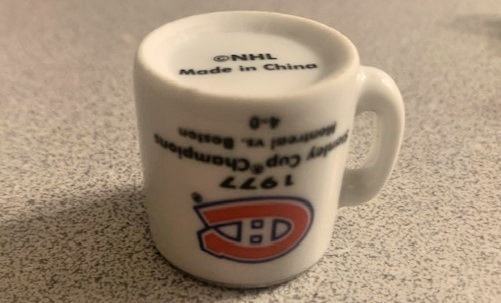 ©NHL
Made in China
®
1977
Stanley Cup® Champions
Montreal vs. Boston
4-0